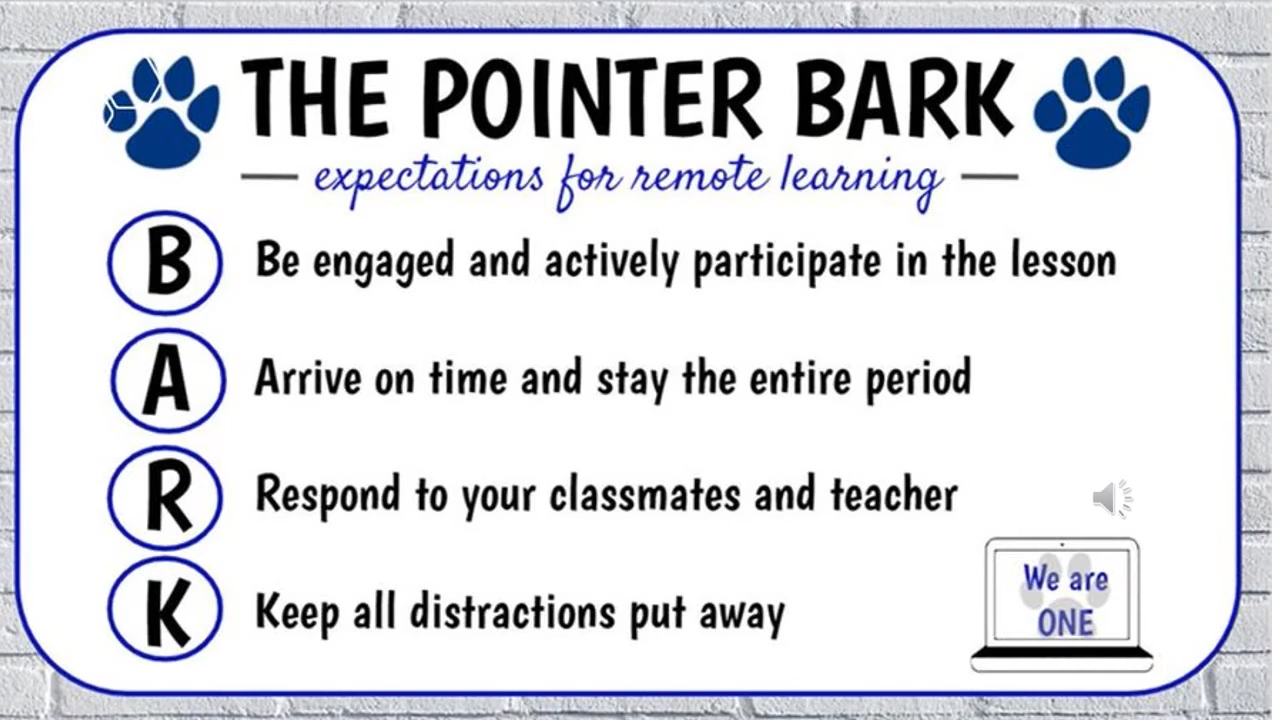 THE POINTER BARK
expectations for remote learning
B Be engaged and actively participate in the lesson
A Arrive on time and stay the entire period
R Respond to your classmates and teacher
K Keep all distractions put away
We are
ONE